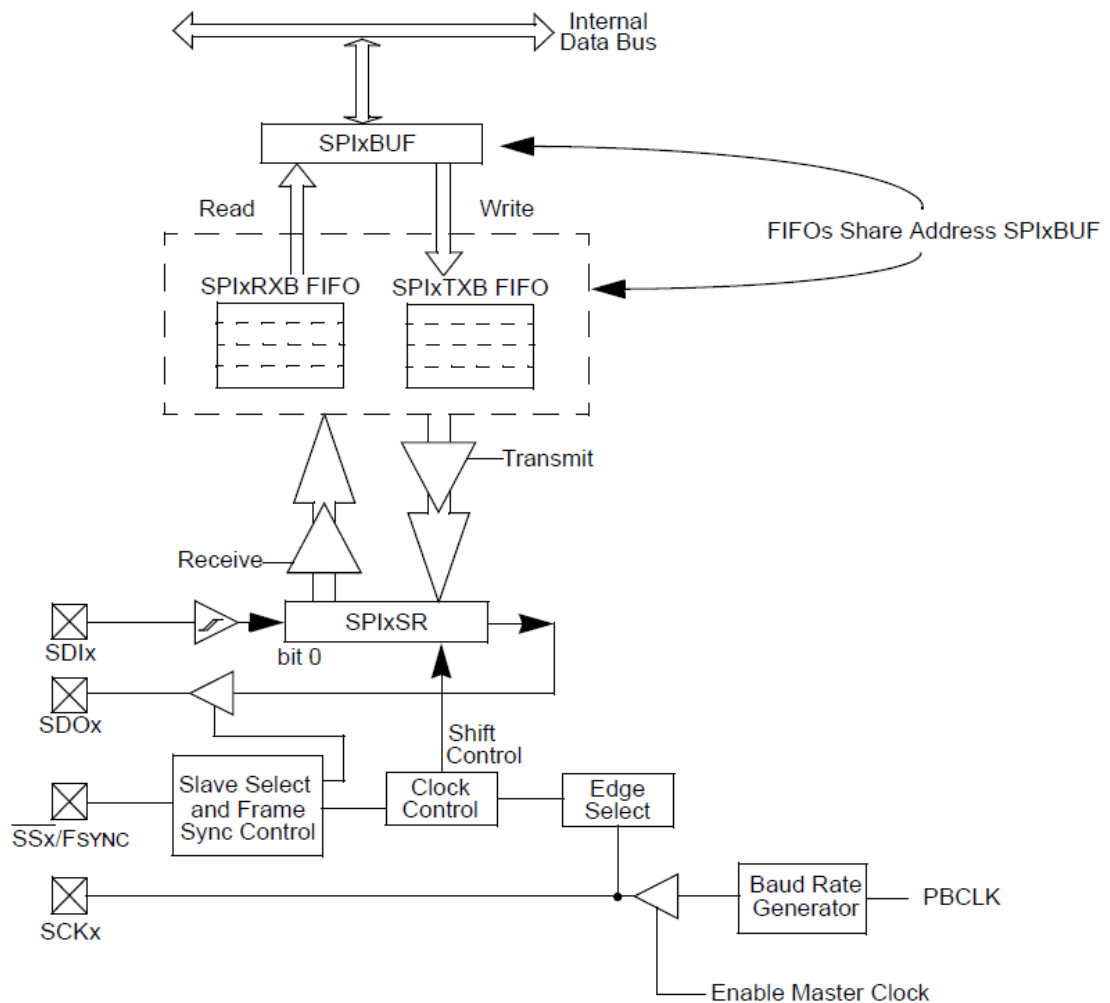 Internal
Data Bus
SPIxBUF
Read
Write
FIFOs Share Address SPIxBUF
SPIxRXB FIFO
SPIxTXB FIFO
Transmit
Receive
SPIxSR
SDIx
bit 0
SDOx
Shift
Control
Slave Select
and Frame
Sync Control
Clock
Control
Edge
Select
SSx/FSYNC
Baud Rate
Generator
PBCLK
SCKx
Enable Master Clock